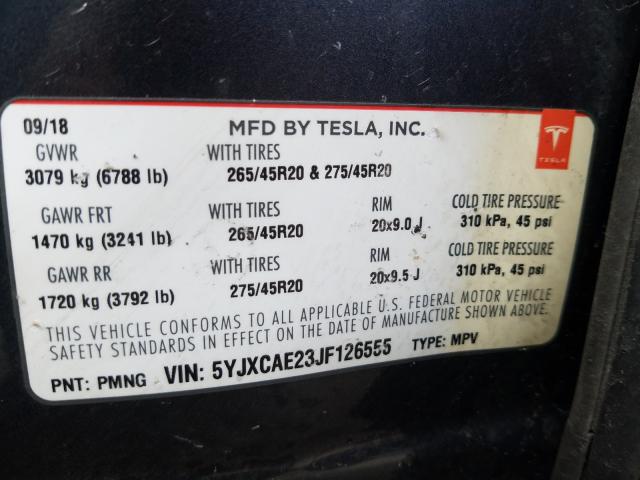 09/18 MFD BY TESLA, INC.
TESLA
GVWR WITH TIRES
3079 kg (6788 lb) 265/45R20 & 275/45R20
GAWR FRT WITH TIRES RIM COLD TIRE PRESSURE
1470 kg (3241 lb) 265/45R20 20x9.0 J 310 kPa, 45 psi
GAWR RR WITH TIRES RIM COLD TIRE PRESSURE
1720 kg (3792 lb) 275/45R20 20x9.5 J 310 kPa, 45 psi
THIS VEHICLE CONFORMS TO ALL APPLICABLE U.S. FEDERAL MOTOR VEHICLE
SAFETY STANDARDS IN EFFECT ON THE DATE OF MANUFACTURE SHOWN ABOVE.
PNT: PMNG VIN: 5YJXCAE23JF126555 TYPE: MPV